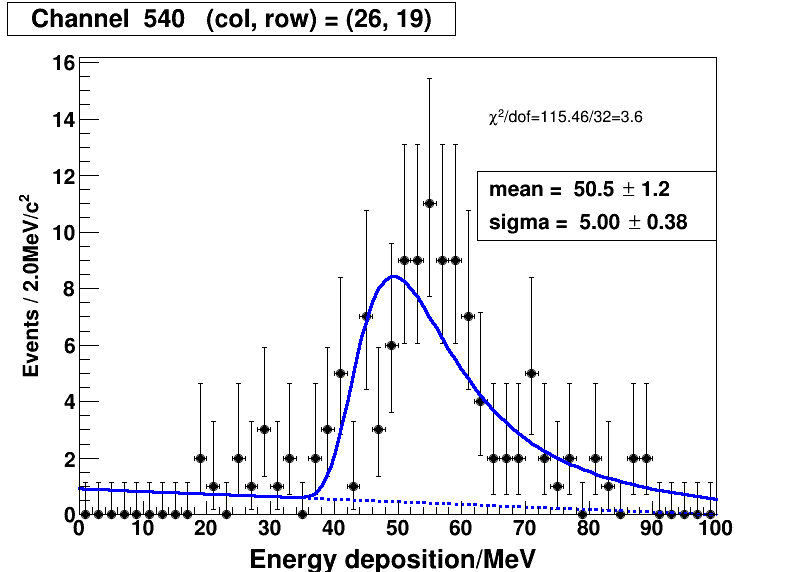 Channel 540 (col, row) = (26, 19)
16
14
12
10
8
6
4
2
0
Events / 2.0MeV/c²
χ²/dof=115.46/32=3.6
mean = 50.5 ± 1.2
sigma = 5.00 ± 0.38
0 10 20 30 40 50 60 70 80 90 100
Energy deposition/MeV